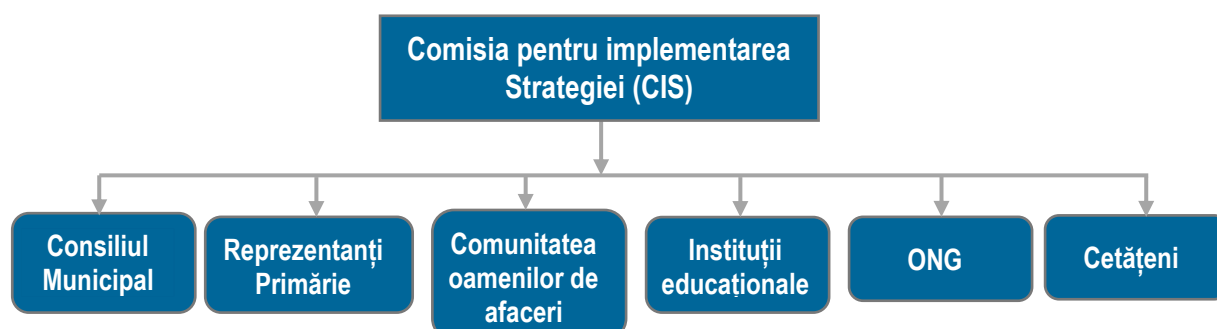 Comisia pentru implementarea
Strategiei (CIS)
Consiliul
Municipal
Reprezentanți
Primărie
Comunitatea
oamenilor de
afaceri
Instituții
educaționale
ONG
Cetățeni